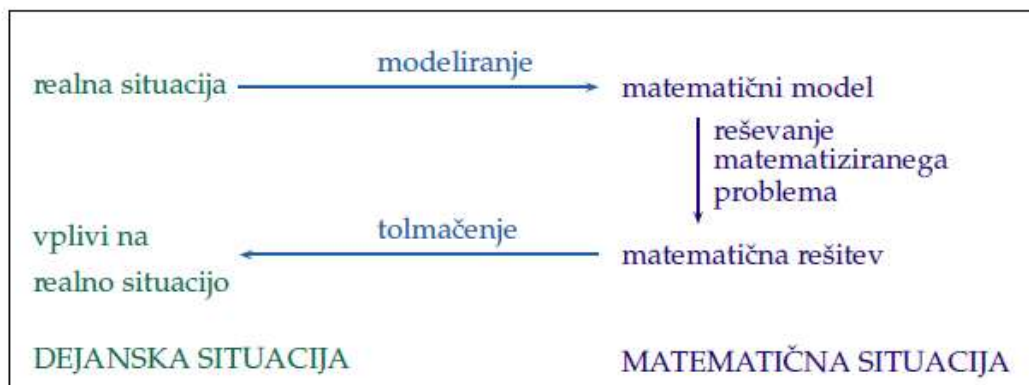 modeliranje
realna situacija
matematični model
reševanje
matematiziranega
problema
tolmačenje
vplivi na
realno situacijo
matematična rešitev
DEJANSKA SITUACIJA
MATEMATIČNA SITUACIJA